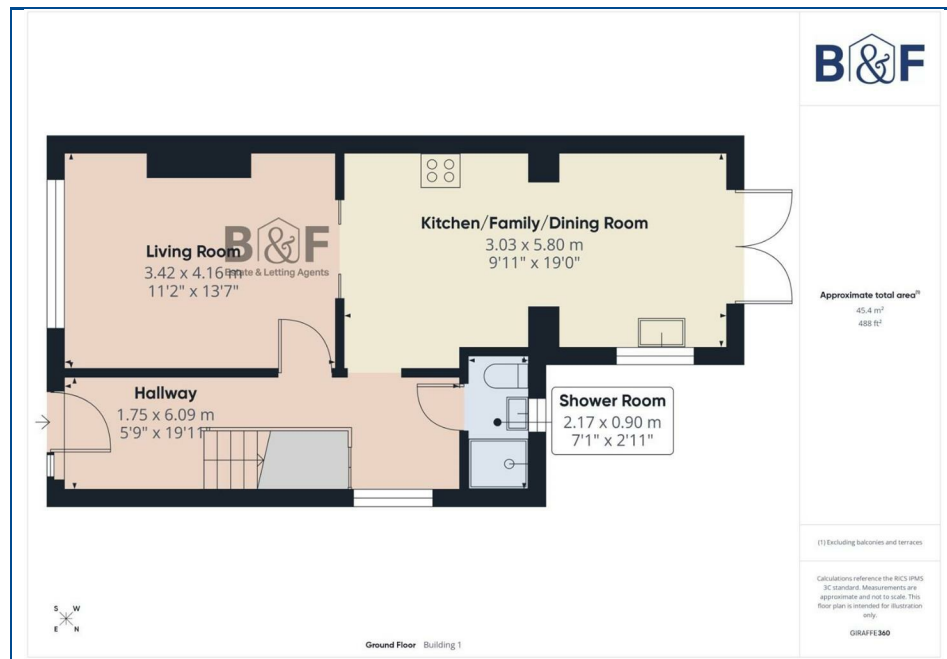 B&F
Kitchen/Family/Dining Room
3.03 x 5.80 m
9'11" x 19'0"
B&F
Estate & Letting Agents
Living Room
3.42 x 4.16 m
11'2" x 13'7"
Hallway
1.75 x 6.09 m
5'9" x 19'11"
Shower Room
2.17 x 0.90 m
7'1" x 2'11"
Approximate total area⁽¹⁾
45.4 m²
488 ft²
(1) Excluding balconies and terraces
Calculations reference the RICS IPMS
3C standard. Measurements are
approximate and not to scale. This
floor plan is intended for illustration
only.
GIRAFFE360
S W
E N
Ground Floor Building 1